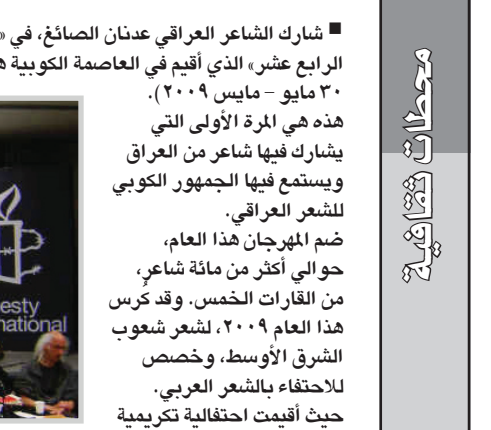 ■ شارك الشاعر العراقي عدنان الصائغ، في «
الرابع عشر» الذي أقيم في العاصمة الكوبية
٣٠ مايو – مايس ٢٠٠٩).
هذه هي المرة الأولى التي
يشارك فيها شاعر من العراق
ويستمع فيها الجمهور الكوبي
للشعر العراقي.
ضم المهرجان هذا العام،
حوالي أكثر من مائة شاعرٍ،
من القارات الخمس. وقد كُرس
هذا العام ٢٠٠٩، لشعر شعوب
الشرق الأوسط، وخصص
للاحتفاء بالشعر العربي.
حيث أقيمت احتفالية تكريمية
محطات ثقافية
esty
national